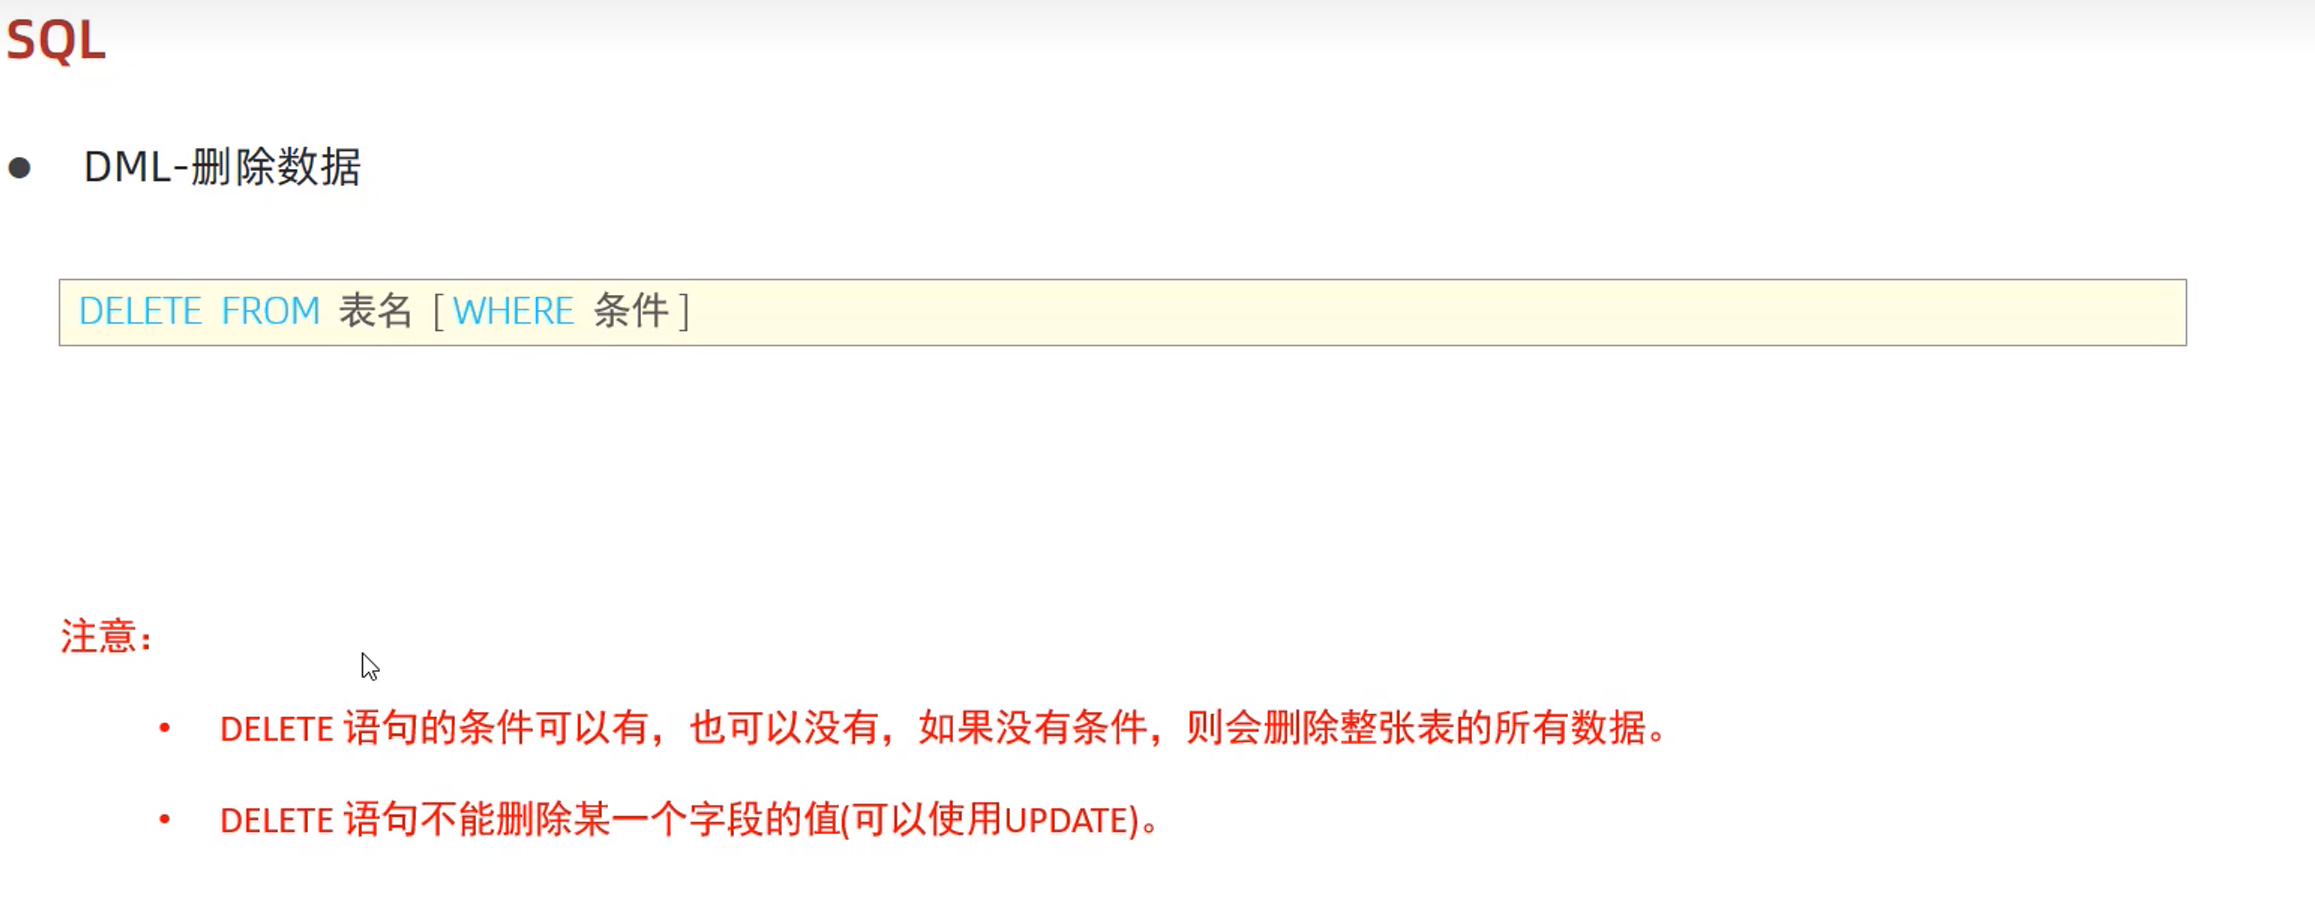 SQL
DML-删除数据
DELETE FROM 表名 [ WHERE 条件 ]
注意：
• DELETE 语句的条件可以有，也可以没有，如果没有条件，则会删除整张表的所有数据。
• DELETE 语句不能删除某一个字段的值(可以使用UPDATE)。